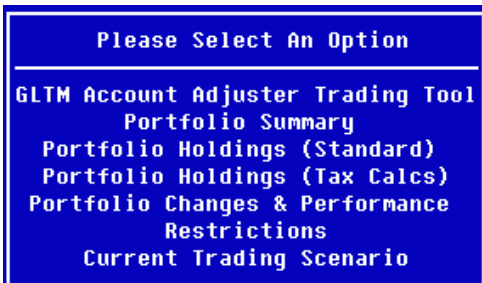 Please Select An Option
GLTM Account Adjuster Trading Tool
Portfolio Summary
Portfolio Holdings (Standard)
Portfolio Holdings (Tax Calcs)
Portfolio Changes & Performance
Restrictions
Current Trading Scenario